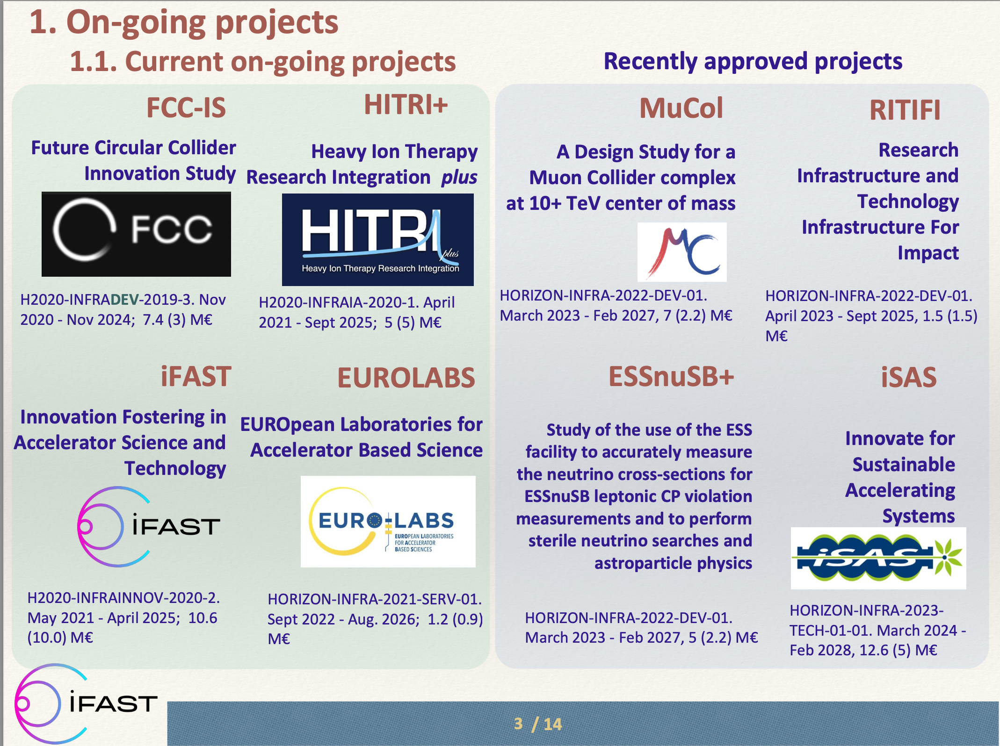 1. On-going projects
1.1. Current on-going projects
Recently approved projects
FCC-IS
Future Circular Collider
Innovation Study
FCC
H2020-INFRADEV-2019-3. Nov
2020 - Nov 2024;  7.4 (3) M€
HITRI+
Heavy Ion Therapy
Research Integration  plus
HITRI
plus
Heavy Ion Therapy Research Integration
H2020-INFRAIA-2020-1. April
2021 - Sept 2025;  5 (5) M€
iFAST
Innovation Fostering in
Accelerator Science and
Technology
iFAST
H2020-INFRAINNOV-2020-2.
May 2021 - April 2025;  10.6
(10.0) M€
EUROLABS
EUROpean Laboratories for
Accelerator Based Science
EURO-LABS
EUROPEAN LABORATORIES
FOR ACCELERATOR
BASED SCIENCES
HORIZON-INFRA-2021-SERV-01.
Sept 2022 - Aug. 2026;  1.2 (0.9)
M€
MuCol
A Design Study for a
Muon Collider complex
at 10+ TeV center of mass
MC
HORIZON-INFRA-2022-DEV-01.
March 2023 - Feb 2027, 7 (2.2) M€
RITIFI
Research
Infrastructure and
Technology
Infrastructure For
Impact
HORIZON-INFRA-2022-DEV-01.
April 2023 - Sept 2025, 1.5 (1.5)
M€
ESSnuSB+
Study of the use of the ESS
facility to accurately measure
the neutrino cross-sections for
ESSnuSB leptonic CP violation
measurements and to perform
sterile neutrino searches and
astroparticle physics
HORIZON-INFRA-2022-DEV-01.
March 2023 - Feb 2027, 5 (2.2) M€
iSAS
Innovate for
Sustainable
Accelerating
Systems
iSAS
HORIZON-INFRA-2023-
TECH-01-01. March 2024 -
Feb 2028, 12.6 (5) M€
iFAST
3 / 14